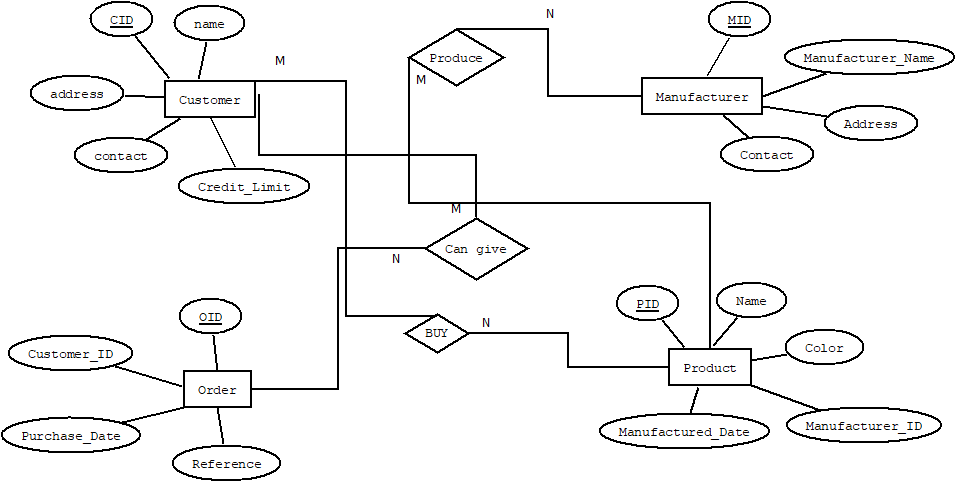 CID
name
M
N
MID
Produce
Manufacturer_Name
M
address
Customer
Manufacturer
Address
contact
Contact
Credit_Limit
M
Can give
N
PID
Name
OID
N
BUY
Customer_ID
Color
Product
Order
Purchase_Date
Manufactured_Date
Manufacturer_ID
Reference